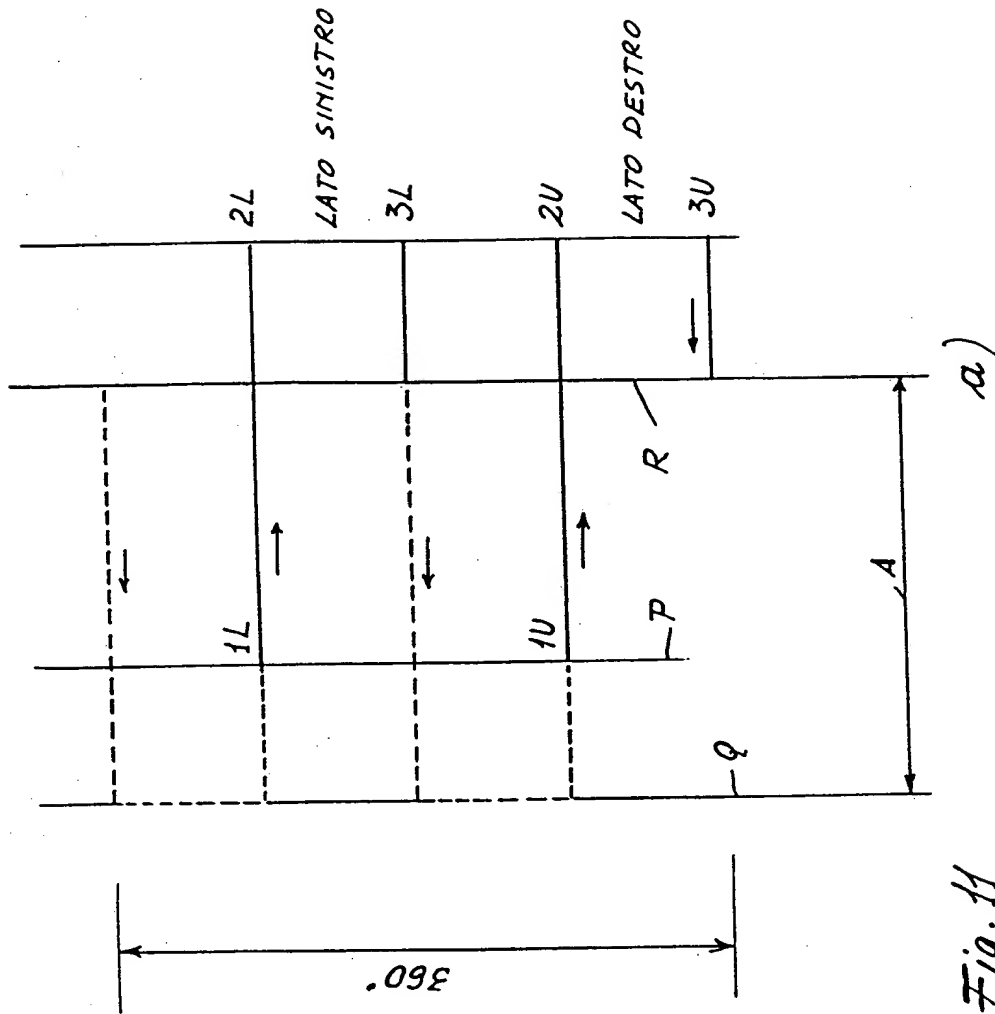 1L
2L
LATO SINISTRO
3L
360°
1U
2U
LATO DESTRO
P
R
3U
Q
A
Fig. 11
a)